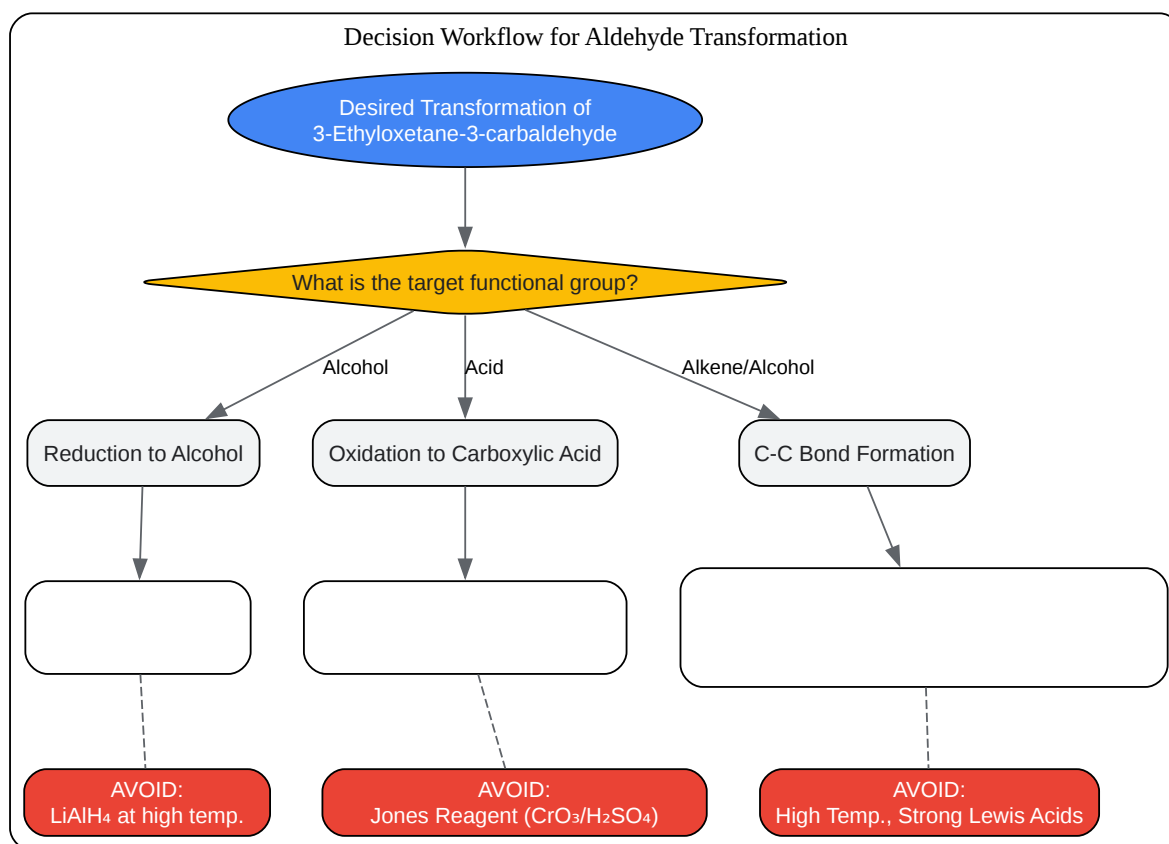 Decision Workflow for Aldehyde Transformation
Desired Transformation of
3-Ethyloxetane-3-carbaldehyde
What is the target functional group?
Alcohol
Acid
Alkene/Alcohol
Reduction to Alcohol
Oxidation to Carboxylic Acid
C-C Bond Formation
AVOID:
LiAlH₄ at high temp.
AVOID:
Jones Reagent (CrO₃/H₂SO₄)
AVOID:
High Temp., Strong Lewis Acids